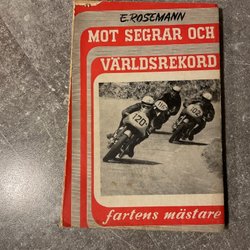 E. ROSEMANN
MOT SEGRAR OCH
VÄRLDSREKORD
120
fartens mästare